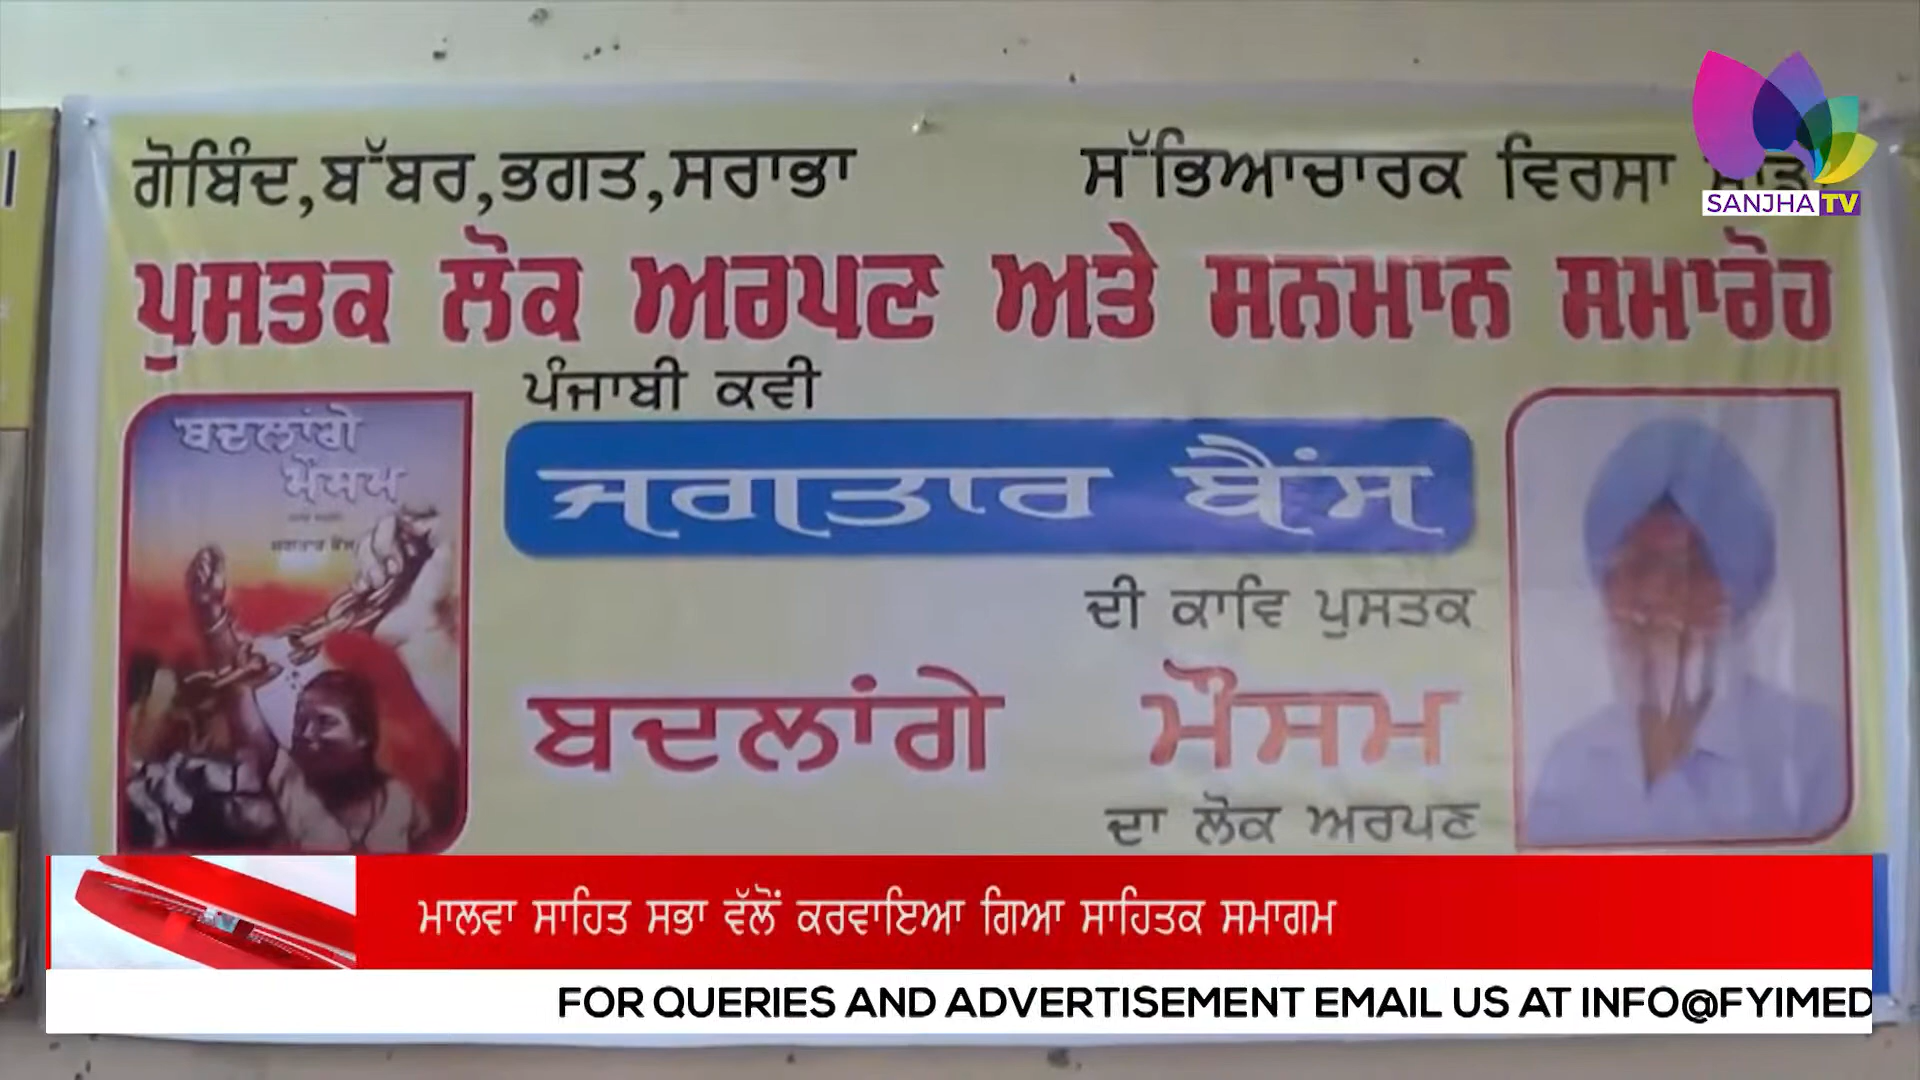 ਗੋਬਿੰਦ,ਬੱਬਰ,ਭਗਤ,ਸਰਾਭਾ ਸੱਭਿਆਚਾਰਕ ਵਿਰਸਾ
SANJHA TV
ਪੁਸਤਕ ਲੋਕ ਅਰਪਣ ਅਤੇ ਸਨਮਾਨ ਸਮਾਰੋਹ
ਪੰਜਾਬੀ ਕਵੀ
ਜਗਤਾਰ ਬੈਂਸ
ਦੀ ਕਾਵਿ ਪੁਸਤਕ
ਬਦਲਾਂਗੇ ਮੌਸਮ
ਦਾ ਲੋਕ ਅਰਪਣ
ਬਦਲਾਂਗੇ
ਮੌਸਮ
ਜਗਤਾਰ ਬੈਂਸ
ਮਾਲਵਾ ਸਾਹਿਤ ਸਭਾ ਵੱਲੋਂ ਕਰਵਾਇਆ ਗਿਆ ਸਾਹਿਤਕ ਸਮਾਗਮ
FOR QUERIES AND ADVERTISEMENT EMAIL US AT INFO@FYIMED